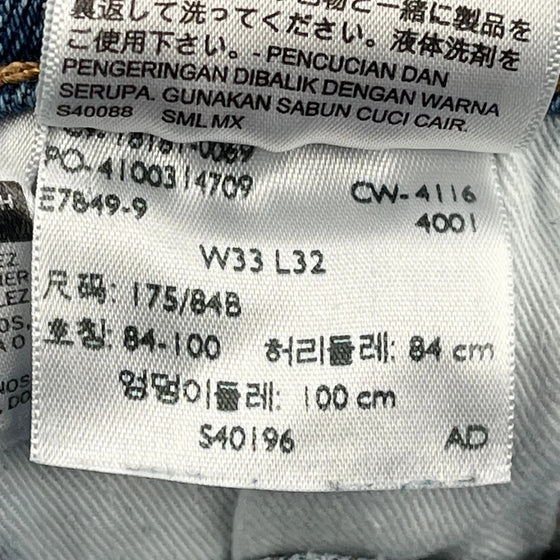 裏返して洗ってください。液体洗剤を
ご使用下さい。- PENCUCIAN DAN
PENGERINGAN DIBALIK DENGAN WARNA
SERUPA. GUNAKAN SABUN CUCI CAIR.
S40088 SML MX
PO-4100314709
E7849-9 CW-4116
4001
W33 L32
尺码: 175/84B
호칭: 84-100 허리둘레: 84 cm
엉덩이둘레: 100 cm
S40196 AD